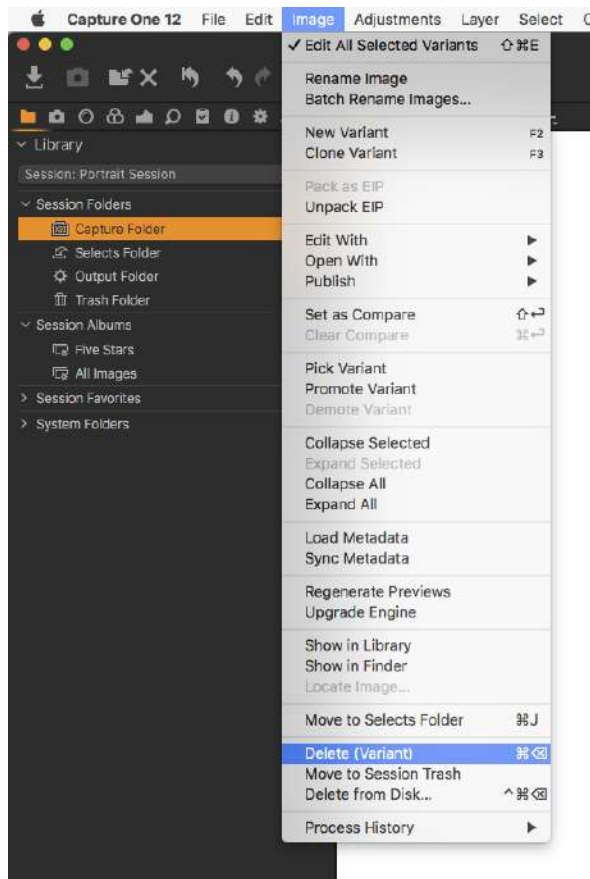 Capture One 12 File Edit Image Adjustments Layer Select
Library
Session: Portrait Session
Session Folders
Capture Folder
Selects Folder
Output Folder
Trash Folder
Session Albums
Five Stars
All Images
Session Favorites
System Folders
✓ Edit All Selected Variants ⇧⌘E
Rename Image
Batch Rename Images...
New Variant F2
Clone Variant F3
Pack as EIP
Unpack EIP
Edit With ▶
Open With ▶
Publish ▶
Set as Compare ⇧↩
Clear Compare ⌘↩
Pick Variant
Promote Variant
Demote Variant
Collapse Selected
Expand Selected
Collapse All
Expand All
Load Metadata
Sync Metadata
Regenerate Previews
Upgrade Engine
Show in Library
Show in Finder
Locate Image...
Move to Selects Folder ⌘J
Delete (Variant) ⌘⌫
Move to Session Trash
Delete from Disk... ^⌘⌫
Process History ▶